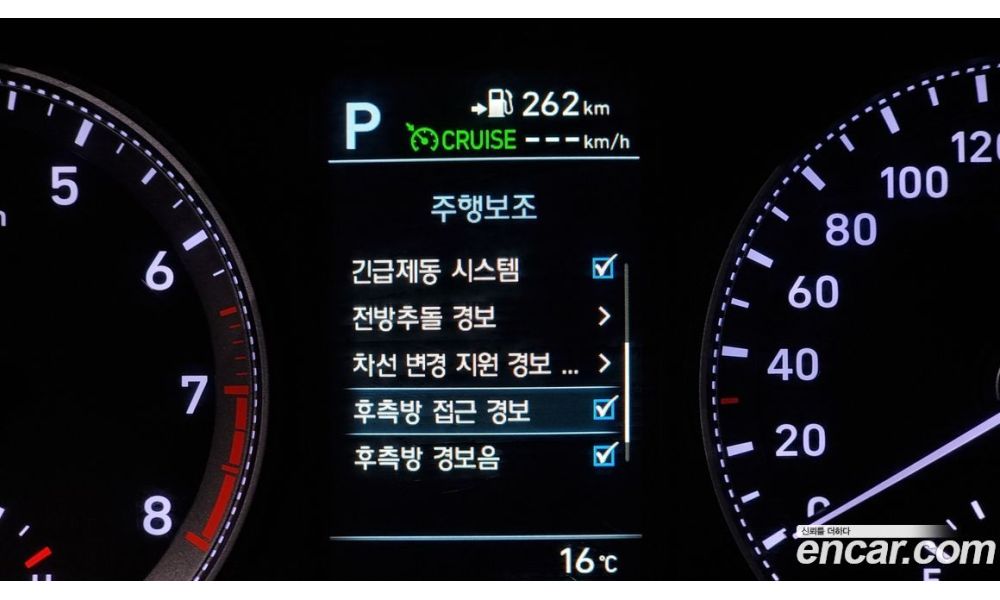 P
262 km
CRUISE --- km/h
주행보조
긴급제동 시스템
전방추돌 경보
차선 변경 지원 경보 ...
후측방 접근 경보
후측방 경보음
16 ℃
5
6
7
8
H
120
100
80
60
40
20
0
신뢰를 더하다
encar.com